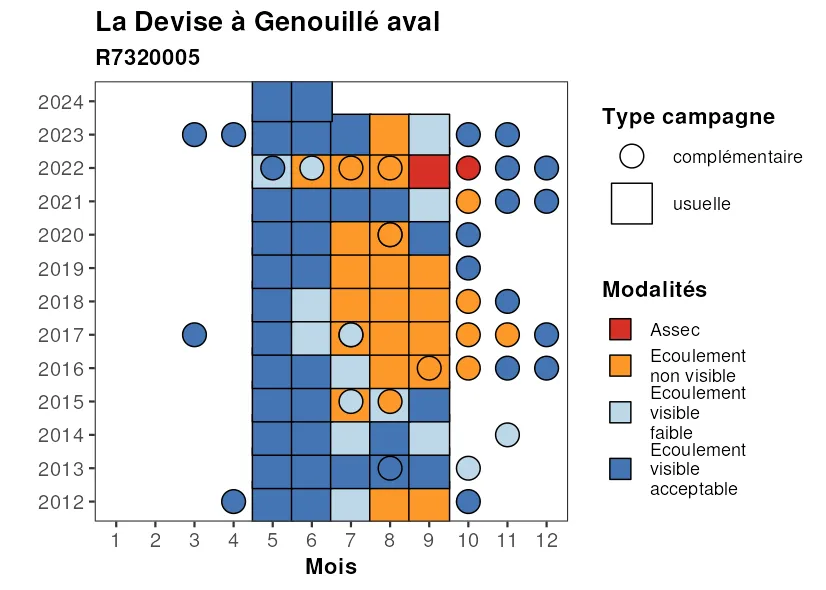 La Devise à Genouillé aval
R7320005
2024
2023
2022
2021
2020
2019
2018
2017
2016
2015
2014
2013
2012
1 2 3 4 5 6 7 8 9 10 11 12
Mois
Type campagne
complémentaire
usuelle
Modalités
Assec
Ecoulement
non visible
Ecoulement
visible
faible
Ecoulement
visible
acceptable